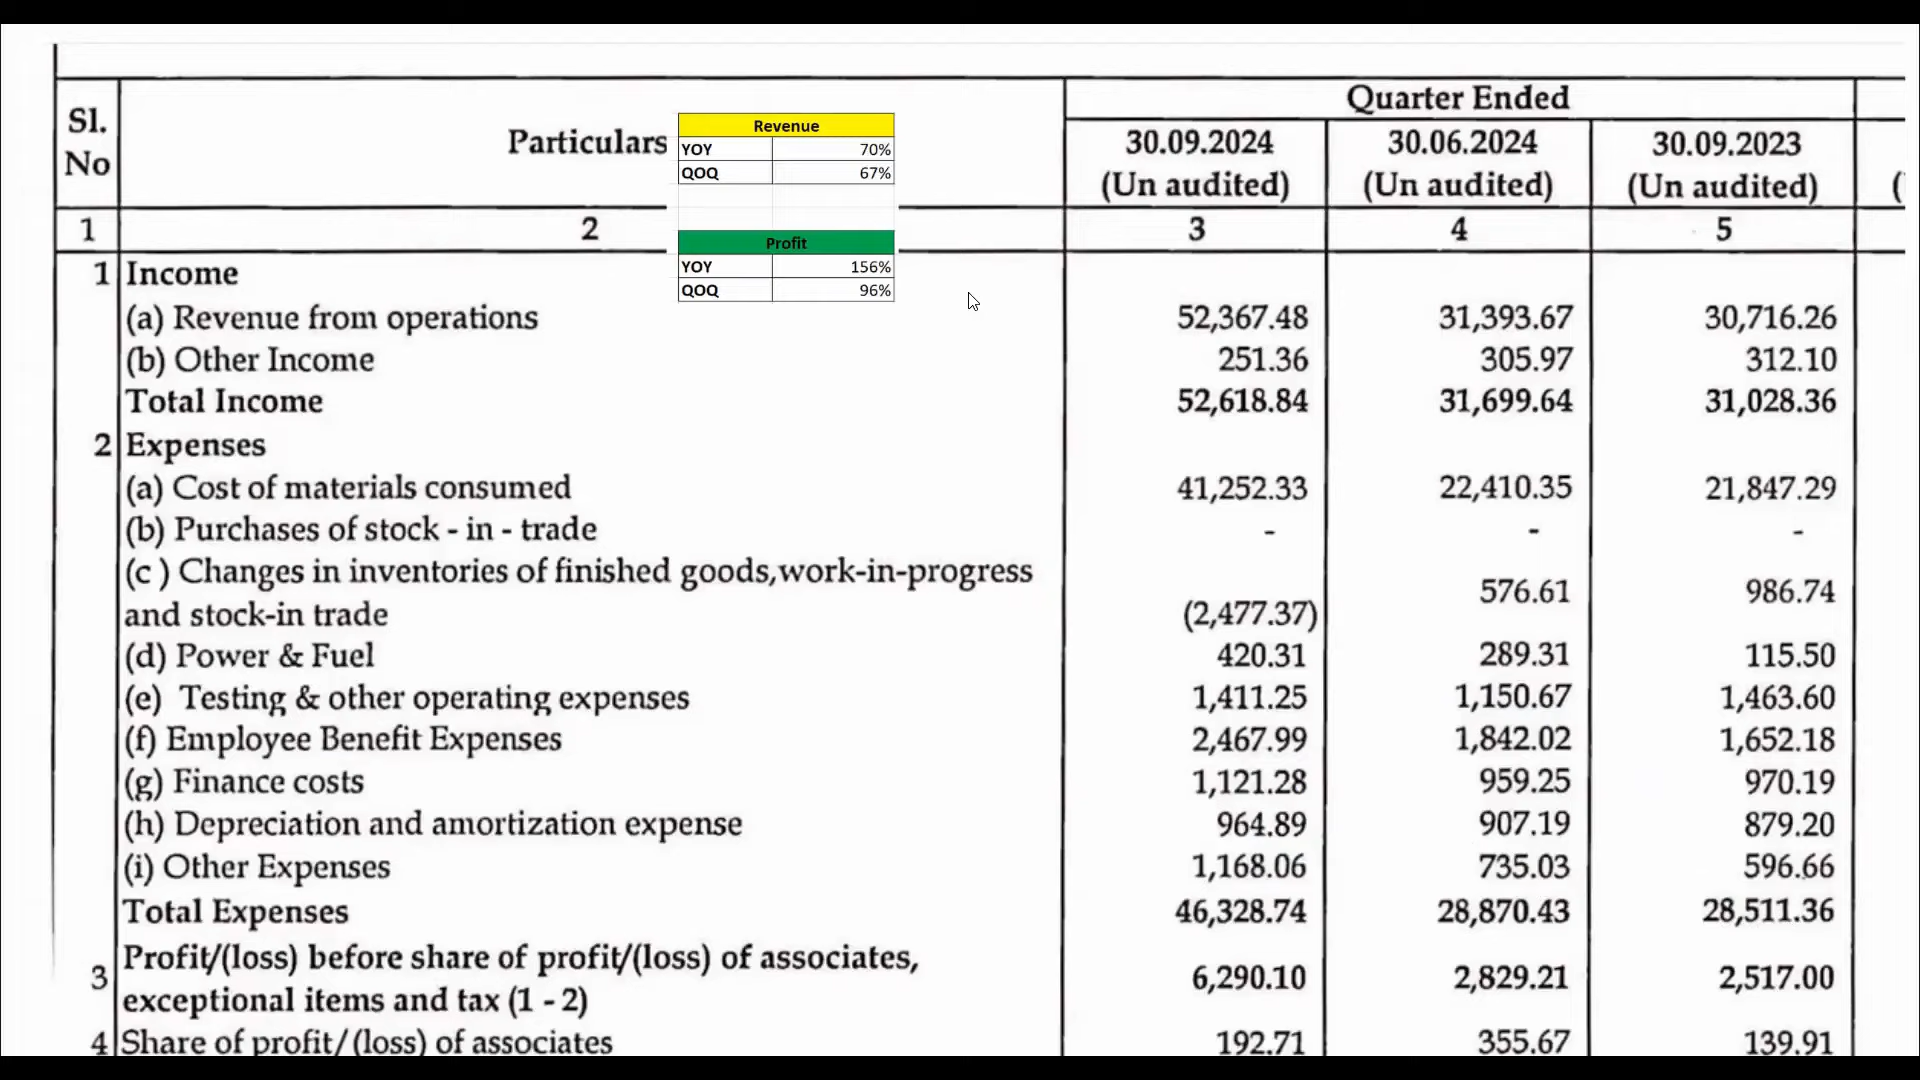 Sl.
No
Particulars
Quarter Ended
30.09.2024
(Un audited)
30.06.2024
(Un audited)
30.09.2023
(Un audited)
(
Revenue
YOY 70%
QOQ 67%
Profit
YOY 156%
QOQ 96%
1 2 3 4 5
1 Income
(a) Revenue from operations 52,367.48 31,393.67 30,716.26
(b) Other Income 251.36 305.97 312.10
Total Income 52,618.84 31,699.64 31,028.36
2 Expenses
(a) Cost of materials consumed 41,252.33 22,410.35 21,847.29
(b) Purchases of stock - in - trade - - -
(c ) Changes in inventories of finished goods,work-in-progress
and stock-in trade (2,477.37) 576.61 986.74
(d) Power & Fuel 420.31 289.31 115.50
(e) Testing & other operating expenses 1,411.25 1,150.67 1,463.60
(f) Employee Benefit Expenses 2,467.99 1,842.02 1,652.18
(g) Finance costs 1,121.28 959.25 970.19
(h) Depreciation and amortization expense 964.89 907.19 879.20
(i) Other Expenses 1,168.06 735.03 596.66
Total Expenses 46,328.74 28,870.43 28,511.36
3 Profit/(loss) before share of profit/(loss) of associates,
exceptional items and tax (1 - 2) 6,290.10 2,829.21 2,517.00
4 Share of profit/(loss) of associates 192.71 355.67 139.91